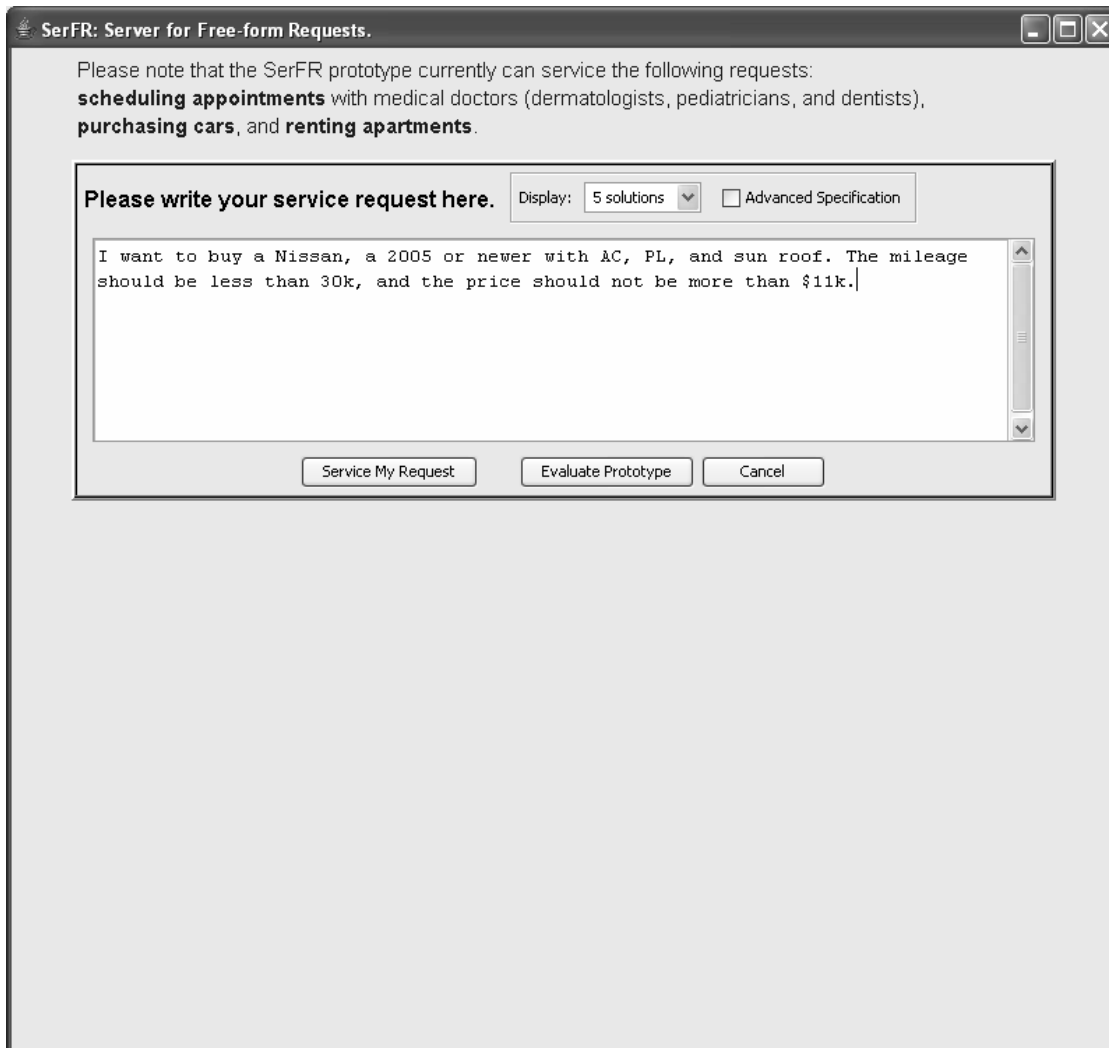 SerFR: Server for Free-form Requests.
Please note that the SerFR prototype currently can service the following requests:
scheduling appointments with medical doctors (dermatologists, pediatricians, and dentists),
purchasing cars, and renting apartments.
Please write your service request here. Display: 5 solutions Advanced Specification
I want to buy a Nissan, a 2005 or newer with AC, PL, and sun roof. The mileage
should be less than 30k, and the price should not be more than $11k.
Service My Request Evaluate Prototype Cancel